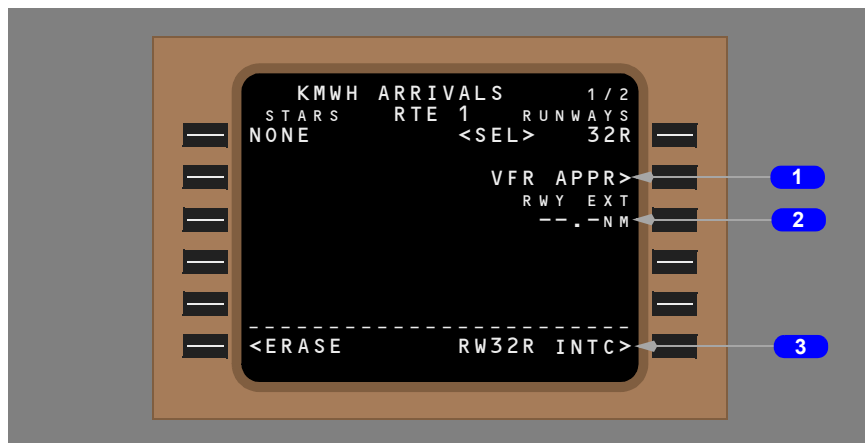 KMWH ARRIVALS 1/2
STARS RTE 1 RUNWAYS
NONE <SEL> 32R
VFR APPR> 1
RWY EXT
--.-NM 2
----------------------------
<ERASE RW32R INTC> 3